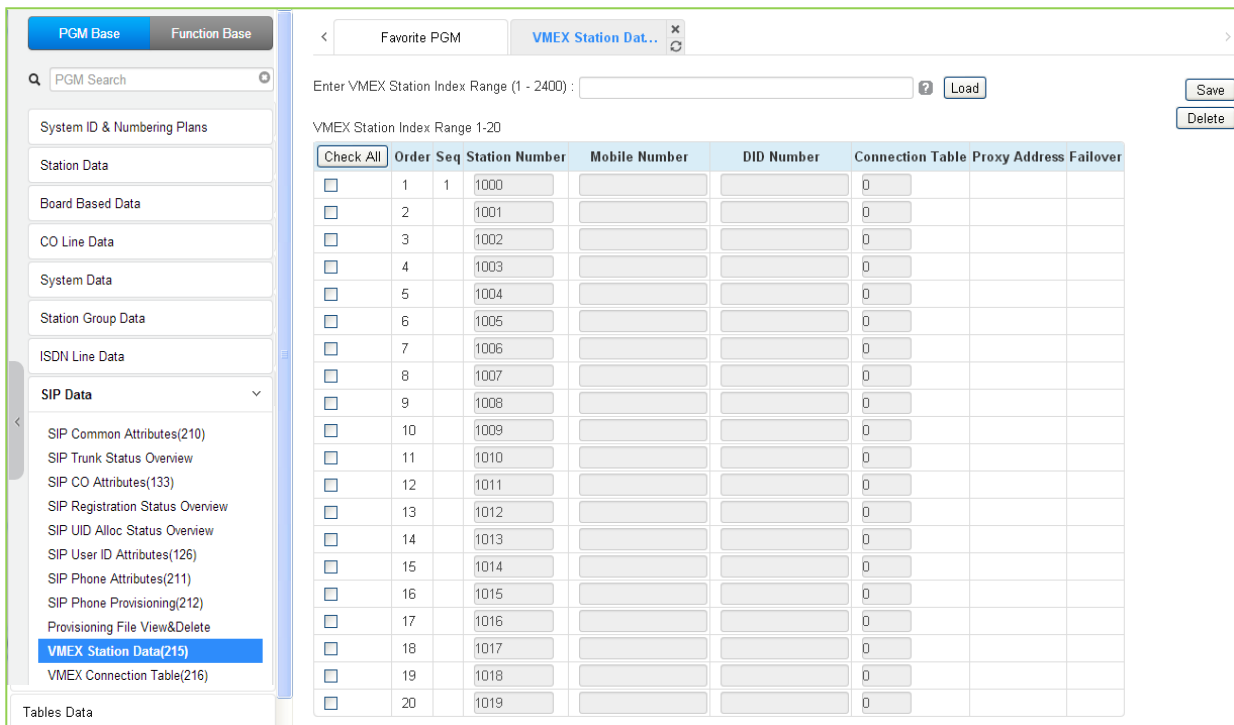 PGM Base Function Base
PGM Search
System ID & Numbering Plans
Station Data
Board Based Data
CO Line Data
System Data
Station Group Data
ISDN Line Data
SIP Data
SIP Common Attributes(210)
SIP Trunk Status Overview
SIP CO Attributes(133)
SIP Registration Status Overview
SIP UID Alloc Status Overview
SIP User ID Attributes(126)
SIP Phone Attributes(211)
SIP Phone Provisioning(212)
Provisioning File View&Delete
VMEX Station Data(215)
VMEX Connection Table(216)
Tables Data
Favorite PGM VMEX Station Dat...
Enter VMEX Station Index Range (1 - 2400) : ? Load
Save
Delete
VMEX Station Index Range 1-20
Check All Order Seq Station Number Mobile Number DID Number Connection Table Proxy Address Failover
1 1 1000 0
2 1001 0
3 1002 0
4 1003 0
5 1004 0
6 1005 0
7 1006 0
8 1007 0
9 1008 0
10 1009 0
11 1010 0
12 1011 0
13 1012 0
14 1013 0
15 1014 0
16 1015 0
17 1016 0
18 1017 0
19 1018 0
20 1019 0